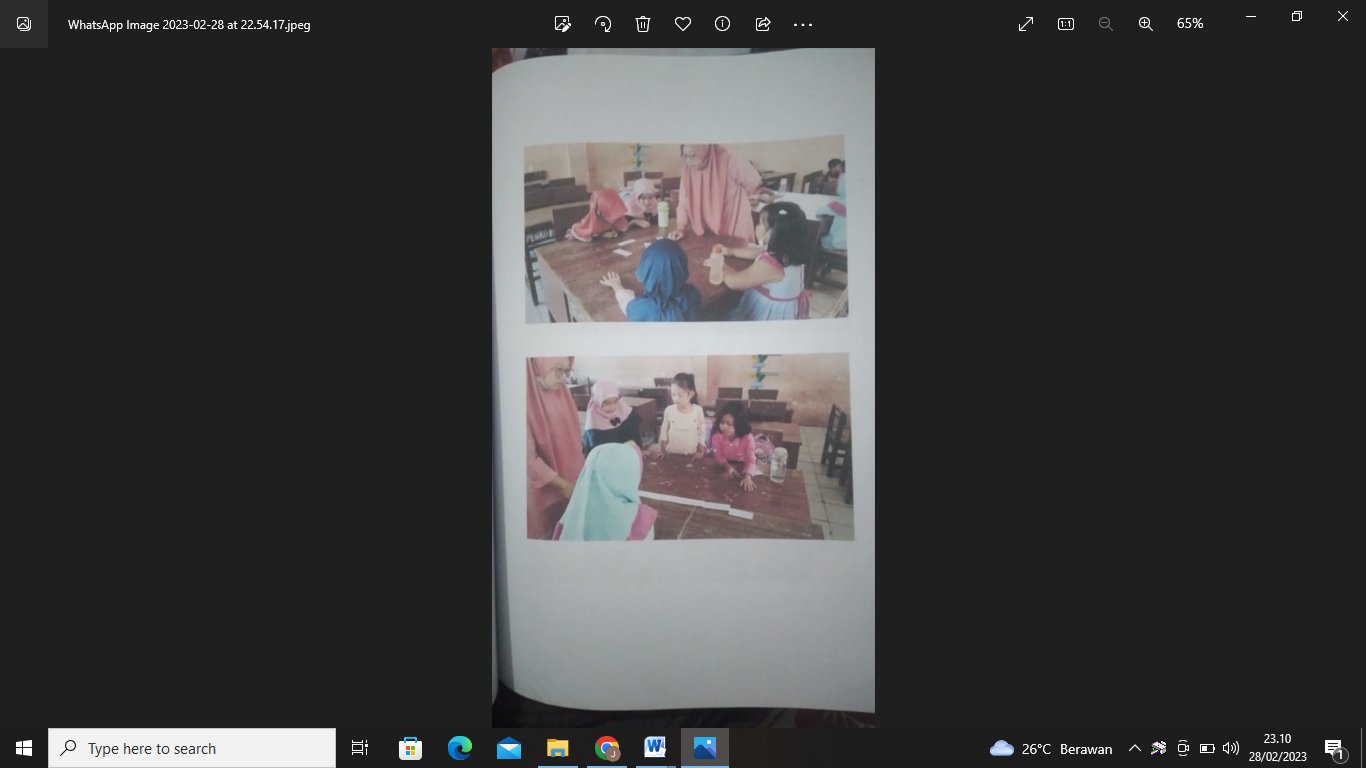 WhatsApp Image 2023-02-28 at 22.54.17.jpeg
65%
Type here to search
26°C Berawan
23.10
28/02/2023
1